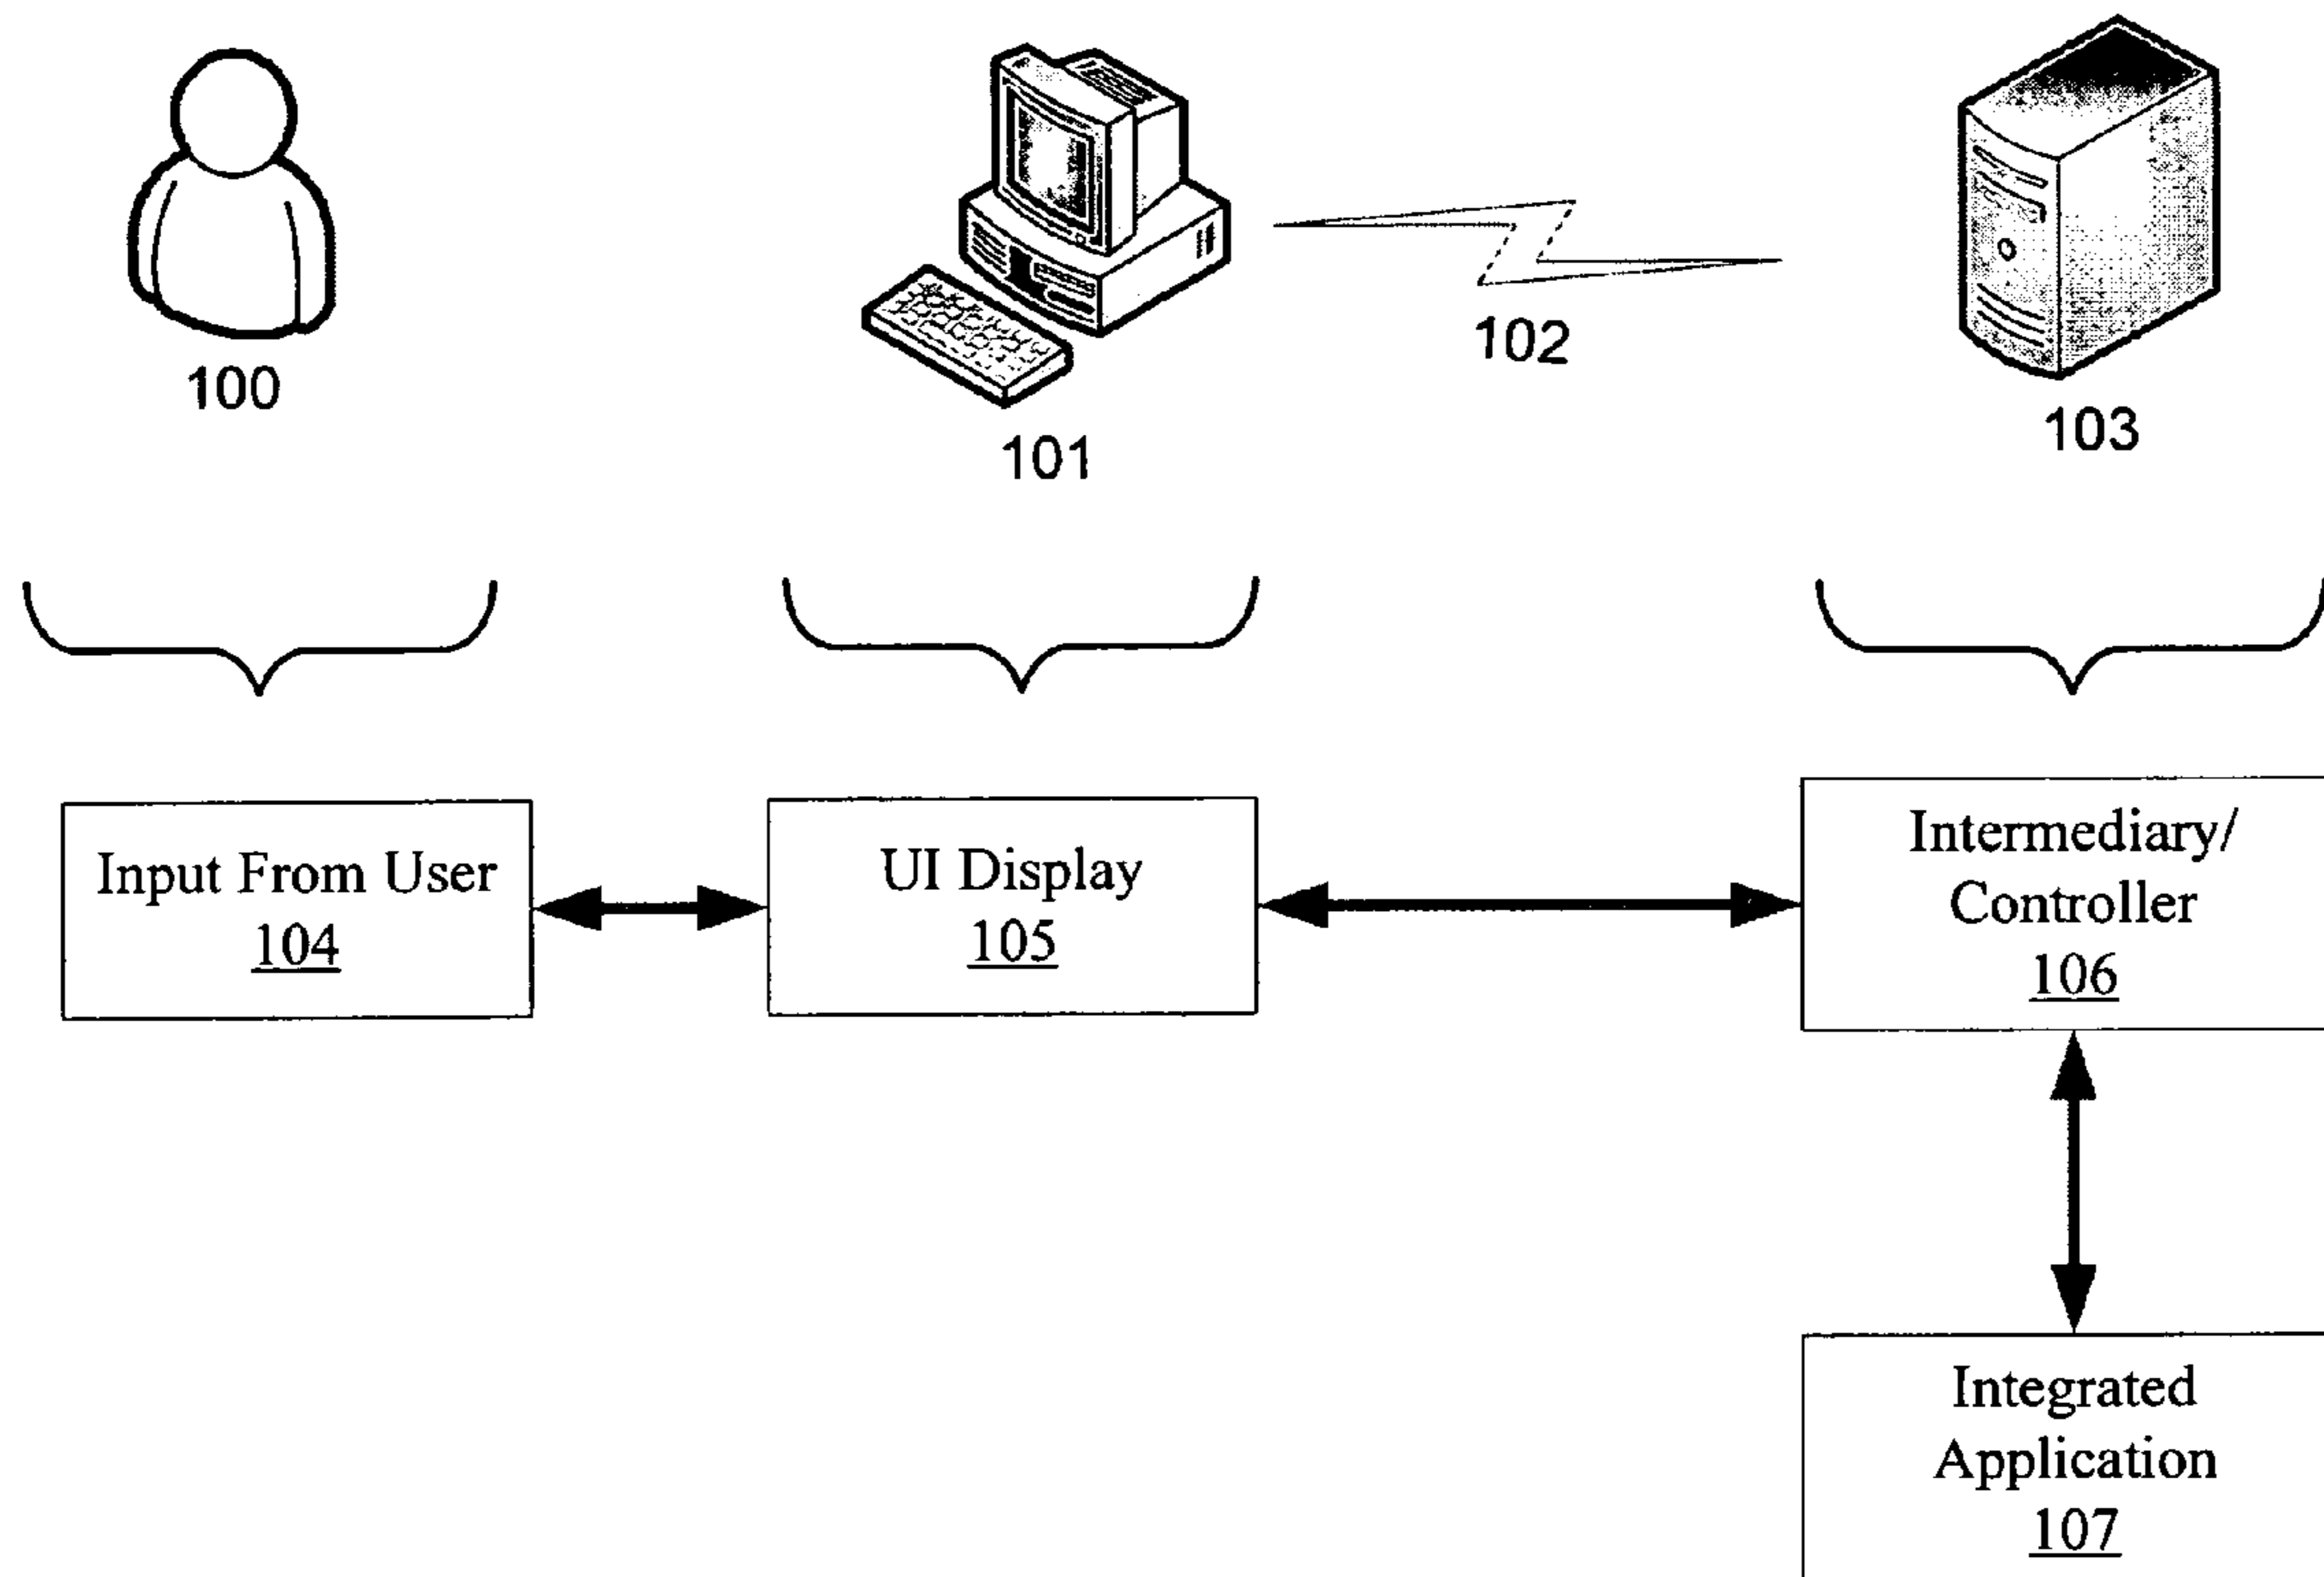 100
101
102
103
Input From User
104
UI Display
105
Intermediary/
Controller
106
Integrated
Application
107